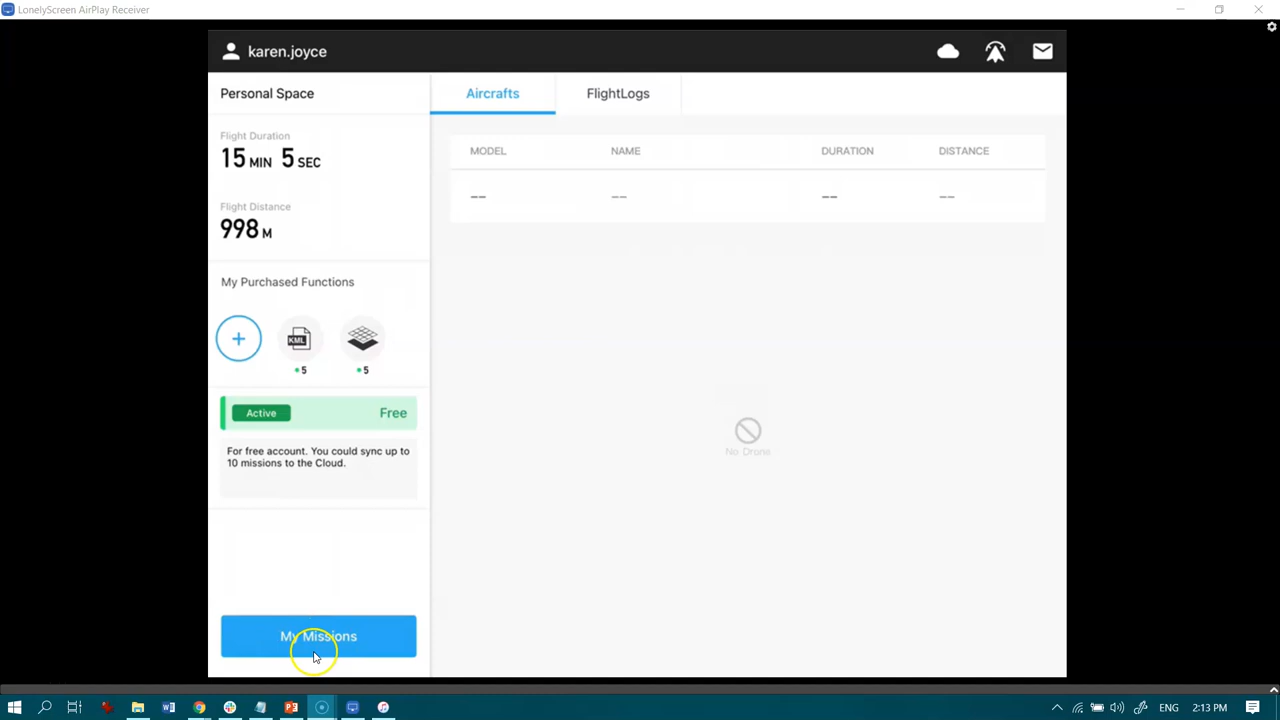 LonelyScreen AirPlay Receiver
karen.joyce
Personal Space
Aircrafts
FlightLogs
Flight Duration
15 MIN 5 SEC
Flight Distance
998 M
MODEL NAME DURATION DISTANCE
-- -- -- --
My Purchased Functions
+
KML
5 5
Active Free
For free account. You could sync up to
10 missions to the Cloud.
No Drone
My Missions
ENG 2:13 PM